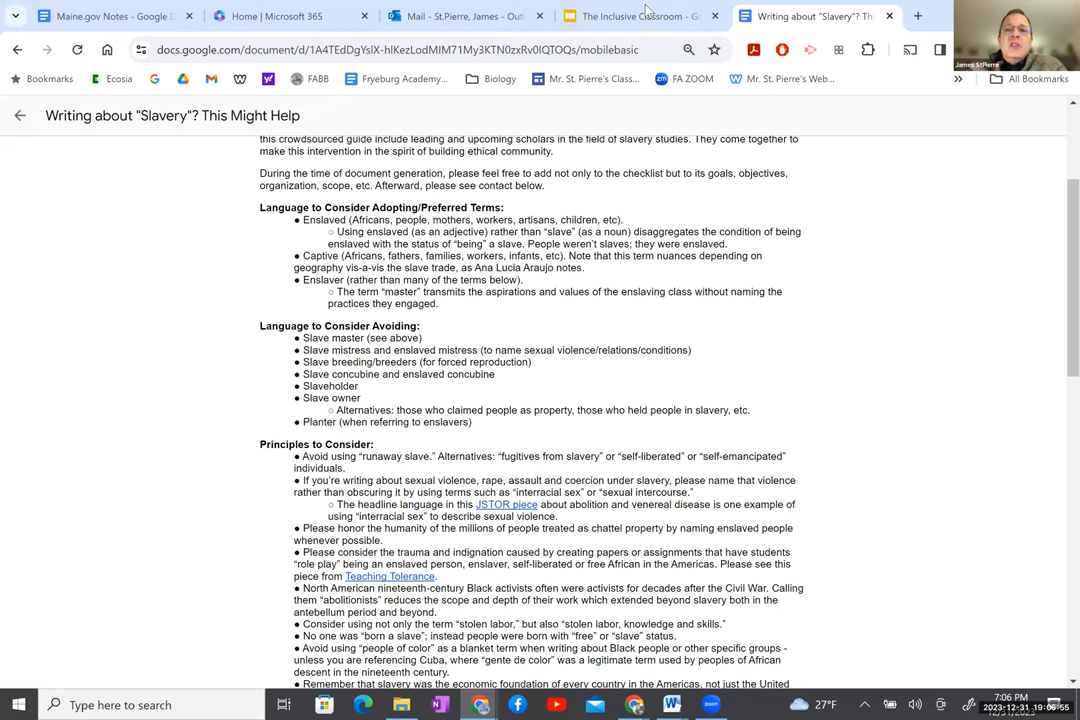 Maine.gov Notes - Google D
Home | Microsoft 365
Mail - St.Pierre, James - Outl
The Inclusive Classroom - Go
Writing about "Slavery"? Thi
docs.google.com/document/d/1A4TEdDgYslX-hlKezLodMIM71My3KTN0zxRv0IQTOQs/mobilebasic
Bookmarks
Ecosia
FABB
Fryeburg Academy...
Biology
Mr. St. Pierre's Class...
FA ZOOM
Mr. St. Pierre's Web...
All Bookmarks
James StPierre
Writing about "Slavery"? This Might Help
this crowdsourced guide include leading and upcoming scholars in the field of slavery studies. They come together to
make this intervention in the spirit of building ethical community.
During the time of document generation, please feel free to add not only to the checklist but to its goals, objectives,
organization, scope, etc. Afterward, please see contact below.
Language to Consider Adopting/Preferred Terms:
● Enslaved (Africans, people, mothers, workers, artisans, children, etc).
○ Using enslaved (as an adjective) rather than “slave” (as a noun) disaggregates the condition of being
enslaved with the status of “being” a slave. People weren’t slaves; they were enslaved.
● Captive (Africans, fathers, families, workers, infants, etc). Note that this term nuances depending on
geography vis-a-vis the slave trade, as Ana Lucia Araujo notes.
● Enslaver (rather than many of the terms below).
○ The term “master” transmits the aspirations and values of the enslaving class without naming the
practices they engaged.
Language to Consider Avoiding:
● Slave master (see above)
● Slave mistress and enslaved mistress (to name sexual violence/relations/conditions)
● Slave breeding/breeders (for forced reproduction)
● Slave concubine and enslaved concubine
● Slaveholder
● Slave owner
○ Alternatives: those who claimed people as property, those who held people in slavery, etc.
● Planter (when referring to enslavers)
Principles to Consider:
● Avoid using “runaway slave.” Alternatives: “fugitives from slavery” or “self-liberated” or “self-emancipated”
individuals.
● If you’re writing about sexual violence, rape, assault and coercion under slavery, please name that violence
rather than obscuring it by using terms such as “interracial sex” or “sexual intercourse.”
○ The headline language in this JSTOR piece about abolition and venereal disease is one example of
using “interracial sex” to describe sexual violence.
● Please honor the humanity of the millions of people treated as chattel property by naming enslaved people
whenever possible.
● Please consider the trauma and indignation caused by creating papers or assignments that have students
“role play” being an enslaved person, enslaver, self-liberated or free African in the Americas. Please see this
piece from Teaching Tolerance.
● North American nineteenth-century Black activists often were activists for decades after the Civil War. Calling
them “abolitionists” reduces the scope and depth of their work which extended beyond slavery both in the
antebellum period and beyond.
● Consider using not only the term “stolen labor,” but also “stolen labor, knowledge and skills.”
● No one was “born a slave”; instead people were born with “free” or “slave” status.
● Avoid using “people of color” as a blanket term when writing about Black people or other specific groups -
unless you are referencing Cuba, where “gente de color” was a legitimate term used by peoples of African
descent in the nineteenth century.
● Remember that slavery was the economic foundation of every country in the Americas, not just the United
Type here to search
27°F
7:06 PM
2023-12-31 19:06:55